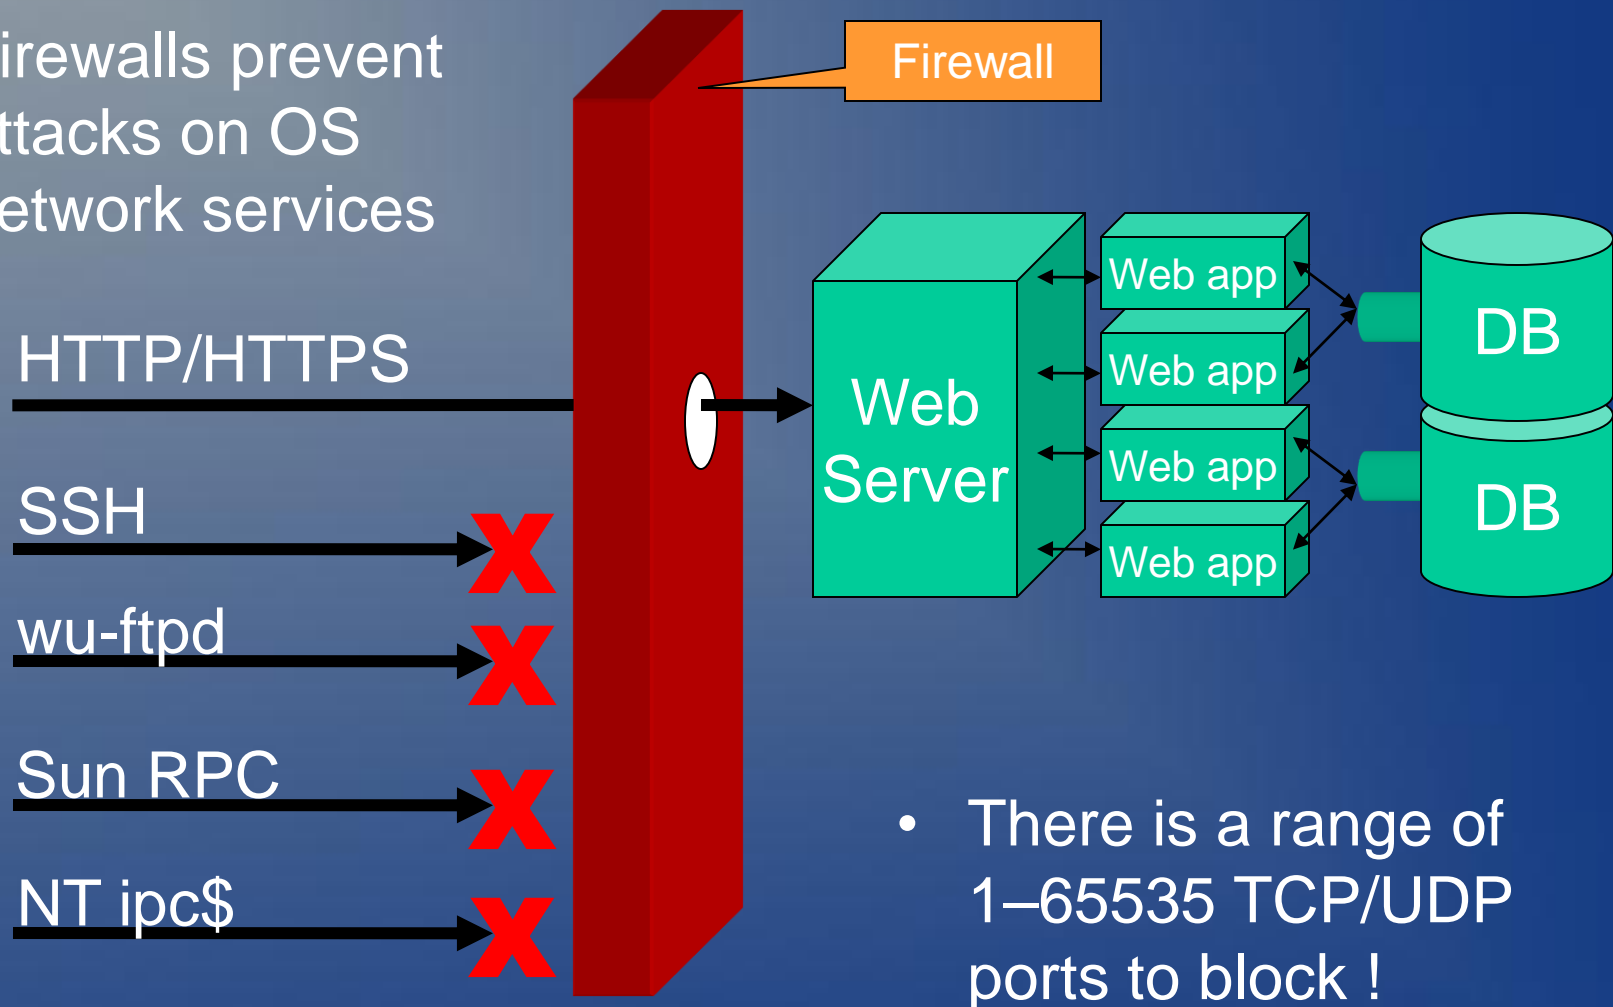 irewalls prevent
ttacks on OS
etwork services
Firewall
HTTP/HTTPS
SSH
wu-ftpd
Sun RPC
NT ipc$
X
X
X
X
Web
Server
Web app
Web app
Web app
Web app
DB
DB
• There is a range of
1–65535 TCP/UDP
ports to block !